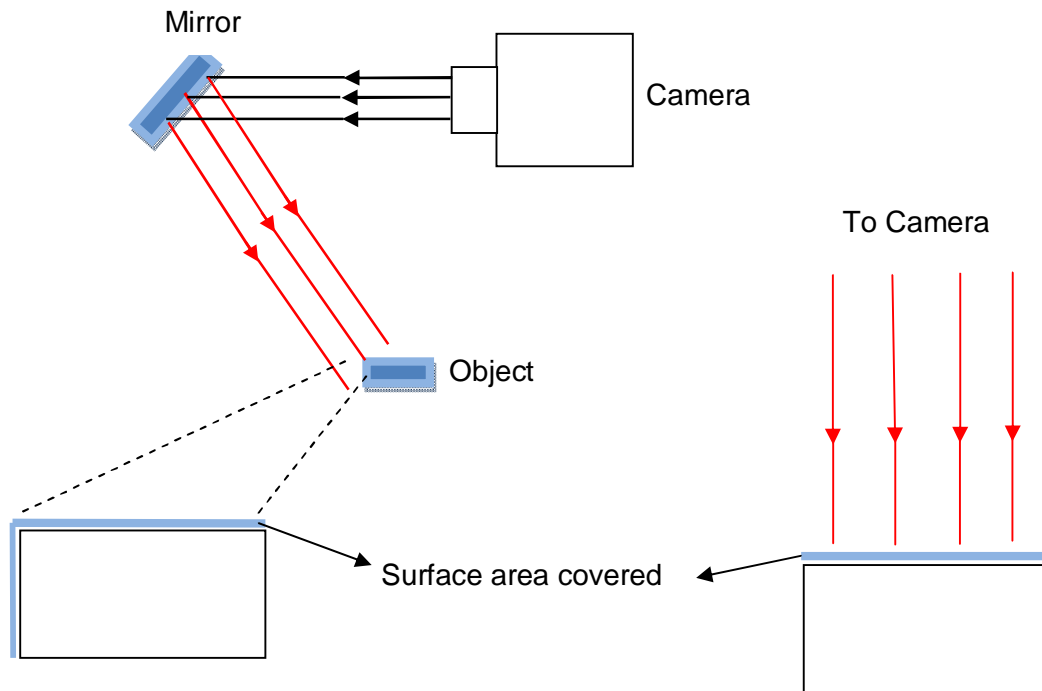 Mirror
Camera
To Camera
Object
Surface area covered